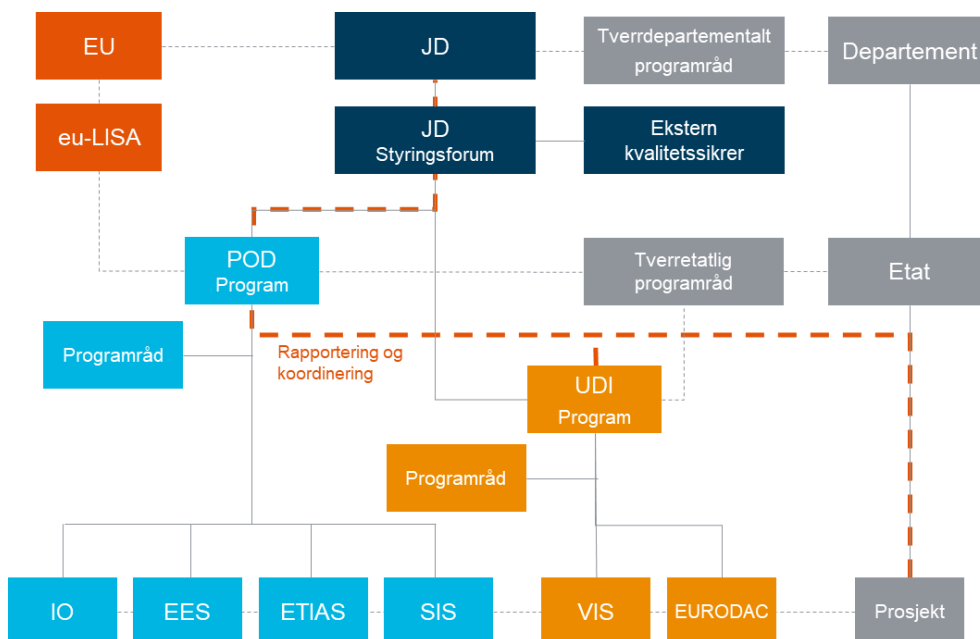 EU
JD
Tverrdepartementalt
programråd
Departement
eu-LISA
JD
Styringsforum
Ekstern
kvalitetssikrer
POD
Program
Tverretatlig
programråd
Etat
Programråd
Rapportering og
koordinering
UDI
Program
Programråd
IO
EES
ETIAS
SIS
VIS
EURODAC
Prosjekt